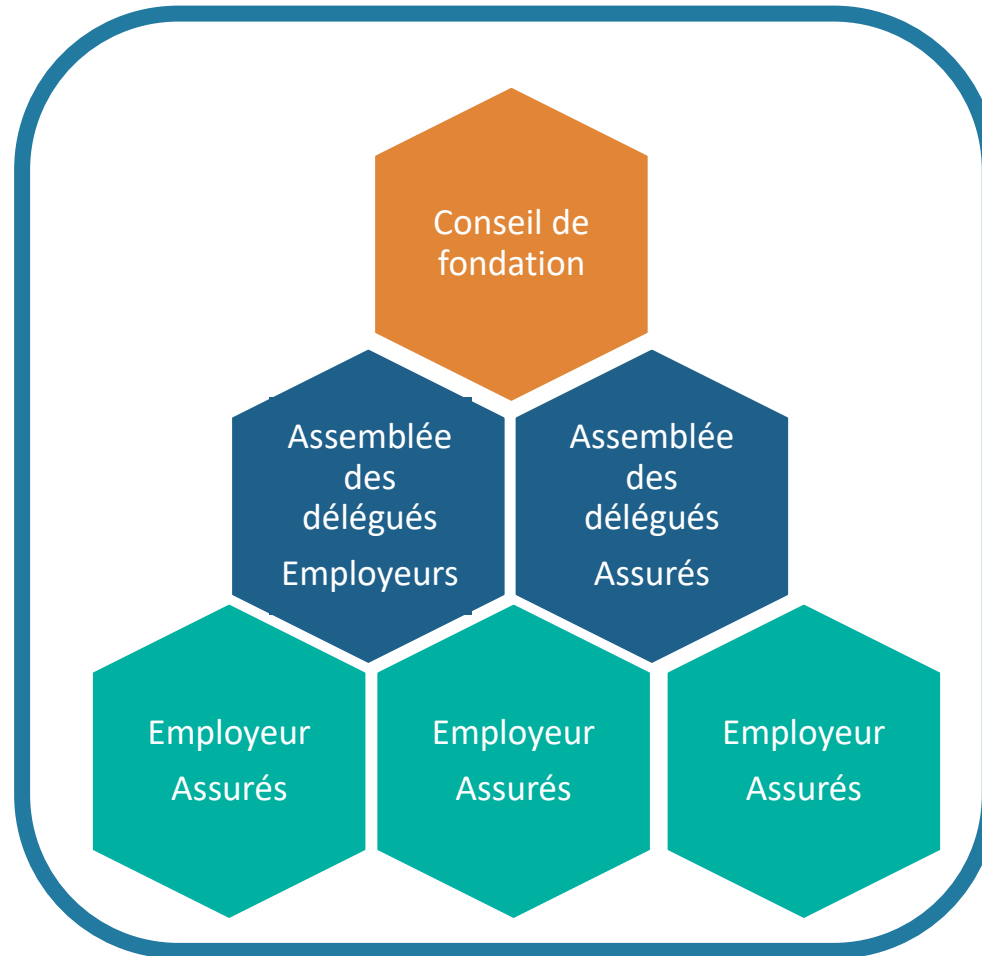 Conseil de
fondation
Assemblée
des
délégués
Employeurs
Assemblée
des
délégués
Assurés
Employeur
Assurés
Employeur
Assurés
Employeur
Assurés